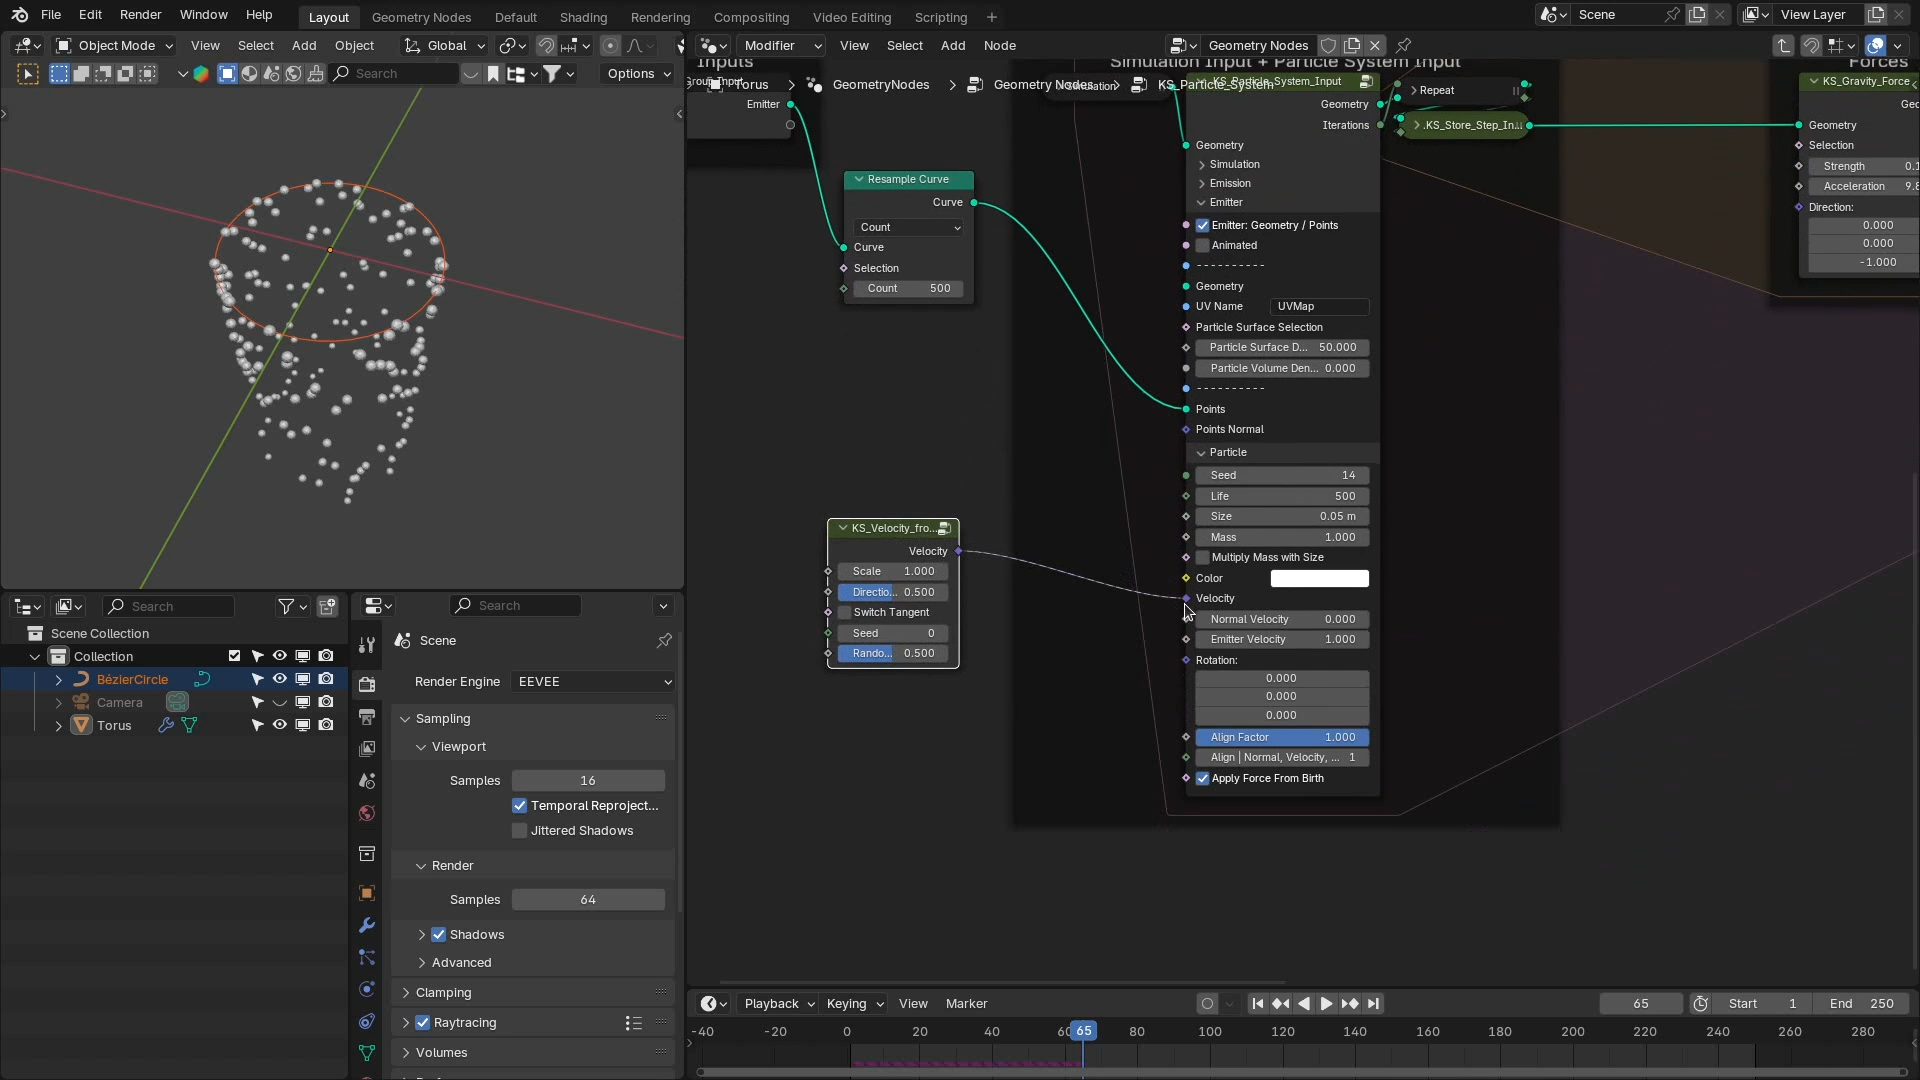 File Edit Render Window Help
Layout Geometry Nodes Default Shading Rendering Compositing Video Editing Scripting +
Scene
View Layer
Object Mode View Select Add Object Global
Search
Options
Modifier View Select Add Node
Geometry Nodes
Torus > GeometryNodes > Geometry Nodes > KS_Particle_System
Inputs
Emitter
Simulation Input + Particle System Input
Simulation
Forces
Resample Curve
Curve
Count
Curve
Selection
Count 500
KS_Velocity_fro...
Velocity
Scale 1.000
Directio... 0.500
Switch Tangent
Seed 0
Rando... 0.500
KS_Particle_System_Input
Geometry
Iterations
Geometry
Simulation
Emission
Emitter
Emitter: Geometry / Points
Animated
----------
Geometry
UV Name UVMap
Particle Surface Selection
Particle Surface D... 50.000
Particle Volume Den... 0.000
----------
Points
Points Normal
Particle
Seed 14
Life 500
Size 0.05 m
Mass 1.000
Multiply Mass with Size
Color
Velocity
Normal Velocity 0.000
Emitter Velocity 1.000
Rotation:
0.000
0.000
0.000
Align Factor 1.000
Align | Normal, Velocity, ... 1
Apply Force From Birth
Repeat
.KS_Store_Step_In...
KS_Gravity_Force
Geo
Geometry
Selection
Strength 0.1
Acceleration 9.8
Direction:
0.000
0.000
-1.000
Search
Scene Collection
Collection
BézierCircle
Camera
Torus
Search
Scene
Render Engine EEVEE
Sampling
Viewport
Samples 16
Temporal Reproject...
Jittered Shadows
Render
Samples 64
Shadows
Advanced
Clamping
Raytracing
Volumes
Playback Keying View Marker
65 Start 1 End 250
-40 -20 0 20 40 60 65 80 100 120 140 160 180 200 220 240 260 280